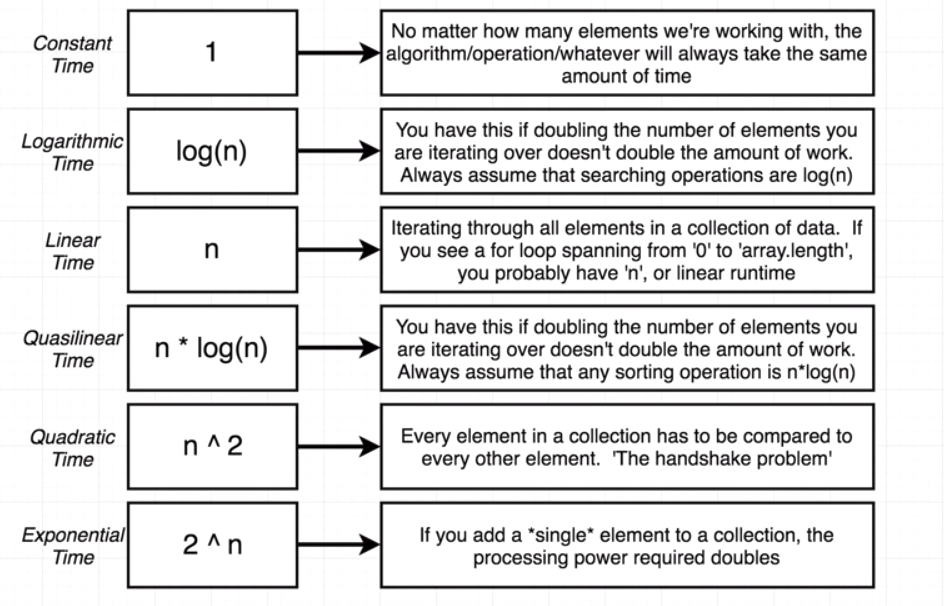 Constant
Time
1
No matter how many elements we're working with, the
algorithm/operation/whatever will always take the same
amount of time
Logarithmic
Time
log(n)
You have this if doubling the number of elements you
are iterating over doesn't double the amount of work.
Always assume that searching operations are log(n)
Linear
Time
n
Iterating through all elements in a collection of data.  If
you see a for loop spanning from '0' to 'array.length',
you probably have 'n', or linear runtime
Quasilinear
Time
n * log(n)
You have this if doubling the number of elements you
are iterating over doesn't double the amount of work.
Always assume that any sorting operation is n*log(n)
Quadratic
Time
n ^ 2
Every element in a collection has to be compared to
every other element.  'The handshake problem'
Exponential
Time
2 ^ n
If you add a *single* element to a collection, the
processing power required doubles